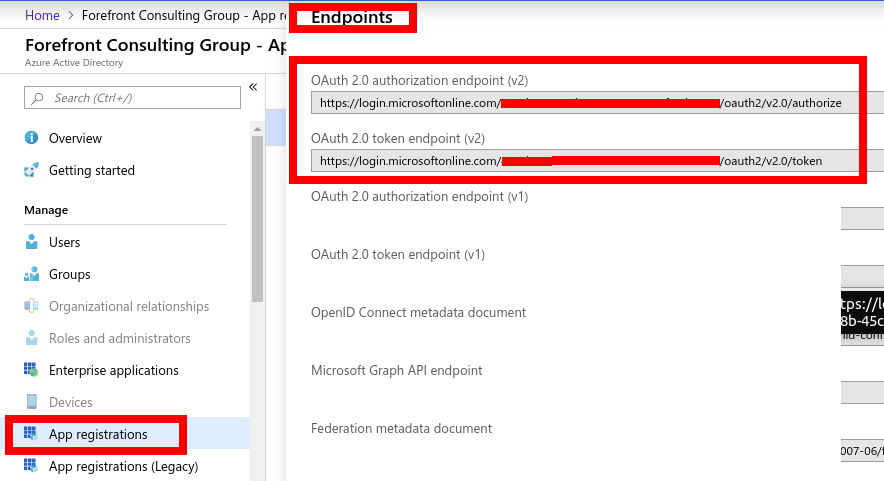 Home > Forefront Consulting Group - App re
Forefront Consulting Group - Ap
Azure Active Directory
«
Search (Ctrl+/)
Overview
Getting started
Manage
Users
Groups
Organizational relationships
Roles and administrators
Enterprise applications
Devices
App registrations
App registrations (Legacy)
Endpoints
OAuth 2.0 authorization endpoint (v2)
https://login.microsoftonline.com/ /oauth2/v2.0/authorize
OAuth 2.0 token endpoint (v2)
https://login.microsoftonline.com/ /oauth2/v2.0/token
OAuth 2.0 authorization endpoint (v1)
OAuth 2.0 token endpoint (v1)
OpenID Connect metadata document
tps://lo
8b-45c
Microsoft Graph API endpoint
Federation metadata document
007-06/f